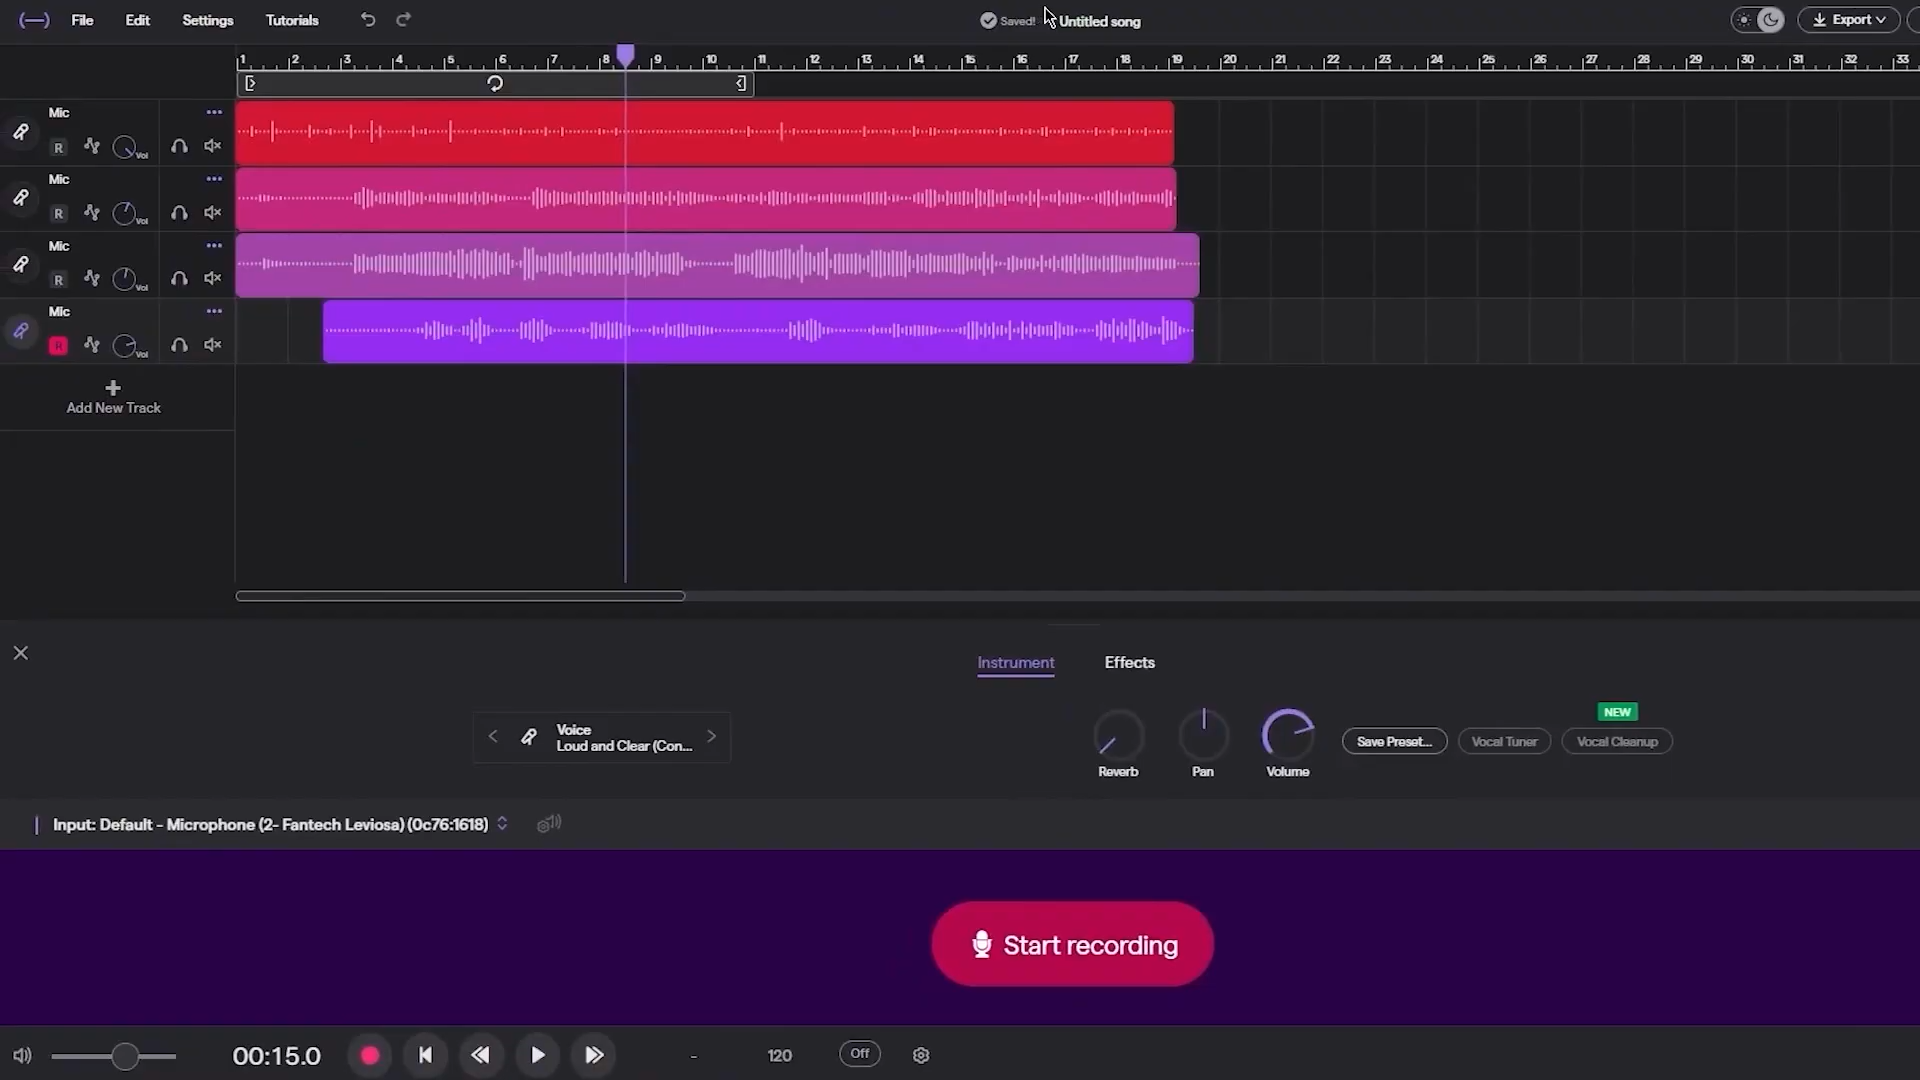 File Edit Settings Tutorials Saved! Untitled song Export
1 2 3 4 5 6 7 8 9 10 11 12 13 14 15 16 17 18 19 20 21 22 23 24 25 26 27 28 29 30 31 32 33
Mic
R Vol
Mic
R Vol
Mic
R Vol
Mic
R Vol
Add New Track
Instrument Effects
NEW
Voice
Loud and Clear (Con...
Save Preset... Vocal Tuner Vocal Cleanup
Reverb Pan Volume
Input: Default - Microphone (2- Fantech Leviosa) (0c76:1618)
Start recording
00:15.0 - 120 Off